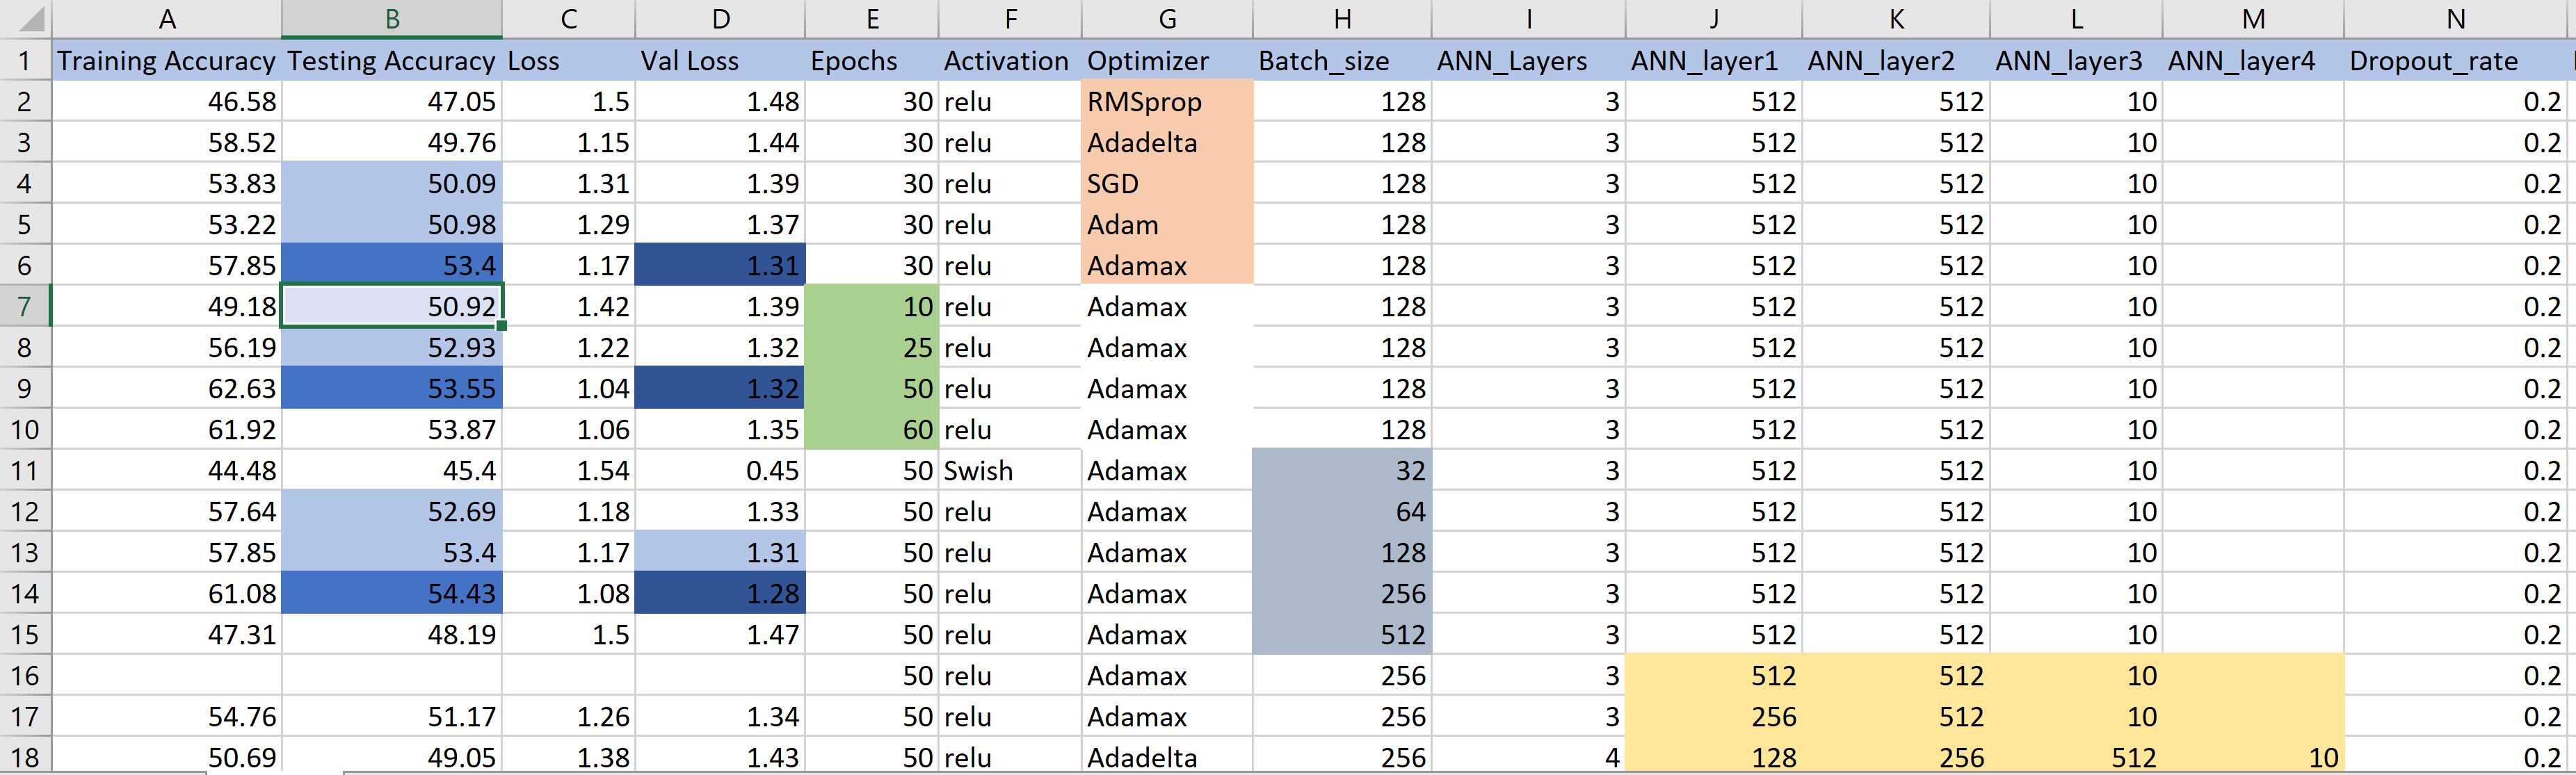 A B C D E F G H I J K L M N
1 Training Accuracy Testing Accuracy Loss Val Loss Epochs Activation Optimizer Batch_size ANN_Layers ANN_layer1 ANN_layer2 ANN_layer3 ANN_layer4 Dropout_rate
2 46.58 47.05 1.5 1.48 30 relu RMSprop 128 3 512 512 10 0.2
3 58.52 49.76 1.15 1.44 30 relu Adadelta 128 3 512 512 10 0.2
4 53.83 50.09 1.31 1.39 30 relu SGD 128 3 512 512 10 0.2
5 53.22 50.98 1.29 1.37 30 relu Adam 128 3 512 512 10 0.2
6 57.85 53.4 1.17 1.31 30 relu Adamax 128 3 512 512 10 0.2
7 49.18 50.92 1.42 1.39 10 relu Adamax 128 3 512 512 10 0.2
8 56.19 52.93 1.22 1.32 25 relu Adamax 128 3 512 512 10 0.2
9 62.63 53.55 1.04 1.32 50 relu Adamax 128 3 512 512 10 0.2
10 61.92 53.87 1.06 1.35 60 relu Adamax 128 3 512 512 10 0.2
11 44.48 45.4 1.54 0.45 50 Swish Adamax 32 3 512 512 10 0.2
12 57.64 52.69 1.18 1.33 50 relu Adamax 64 3 512 512 10 0.2
13 57.85 53.4 1.17 1.31 50 relu Adamax 128 3 512 512 10 0.2
14 61.08 54.43 1.08 1.28 50 relu Adamax 256 3 512 512 10 0.2
15 47.31 48.19 1.5 1.47 50 relu Adamax 512 3 512 512 10 0.2
16 50 relu Adamax 256 3 512 512 10 0.2
17 54.76 51.17 1.26 1.34 50 relu Adamax 256 3 256 512 10 0.2
18 50.69 49.05 1.38 1.43 50 relu Adadelta 256 4 128 256 512 10 0.2